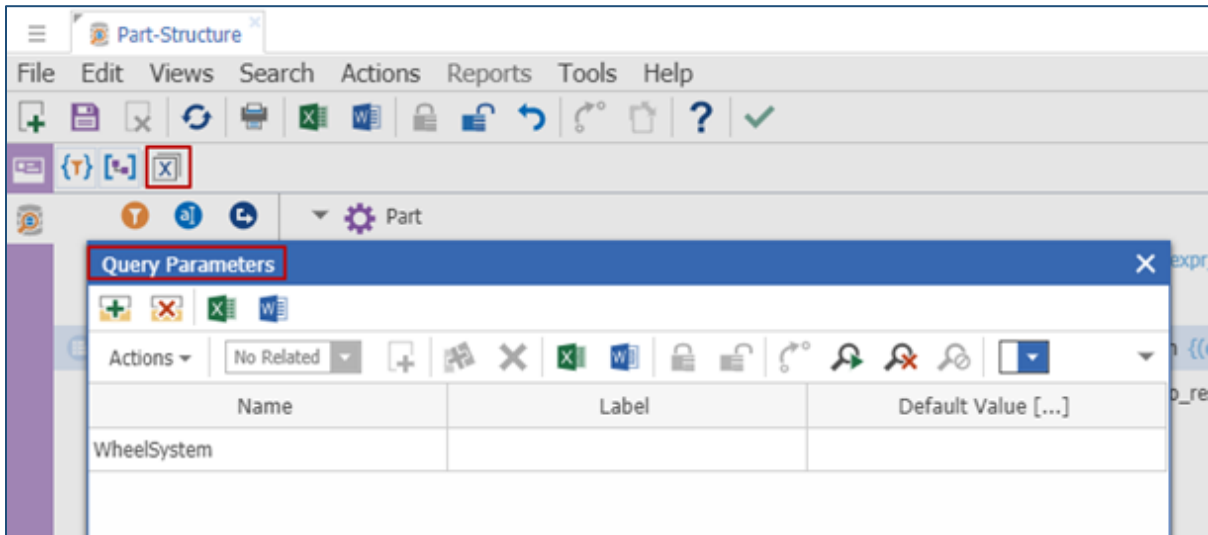 Part-Structure
File Edit Views Search Actions Reports Tools Help
{T}
X
Part
Query Parameters
expr
Actions No Related
Name Label Default Value [...]
WheelSystem